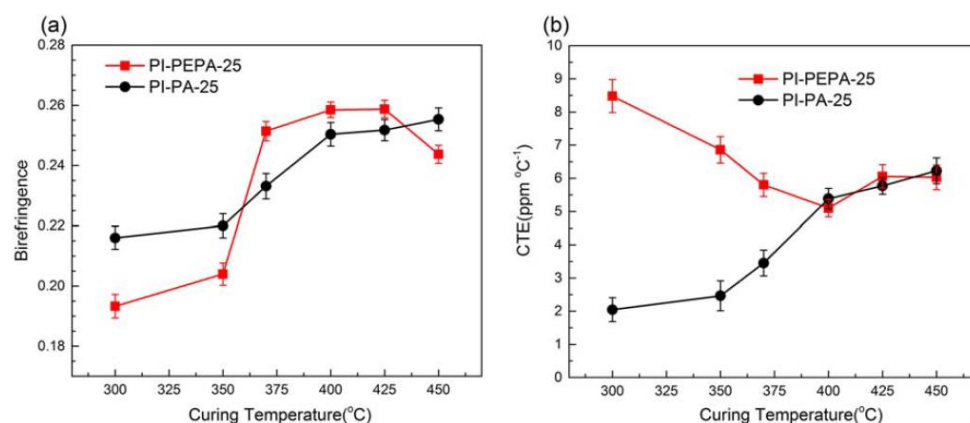 (a)
0.28
0.26
0.24
0.22
0.20
0.18
Birefringence
PI-PEPA-25
PI-PA-25
300 325 350 375 400 425 450
Curing Temperature(°C)
(b)
10
9
8
7
6
5
4
3
2
1
0
CTE(ppm °C⁻¹)
PI-PEPA-25
PI-PA-25
300 325 350 375 400 425 450
Curing Temperature(°C)